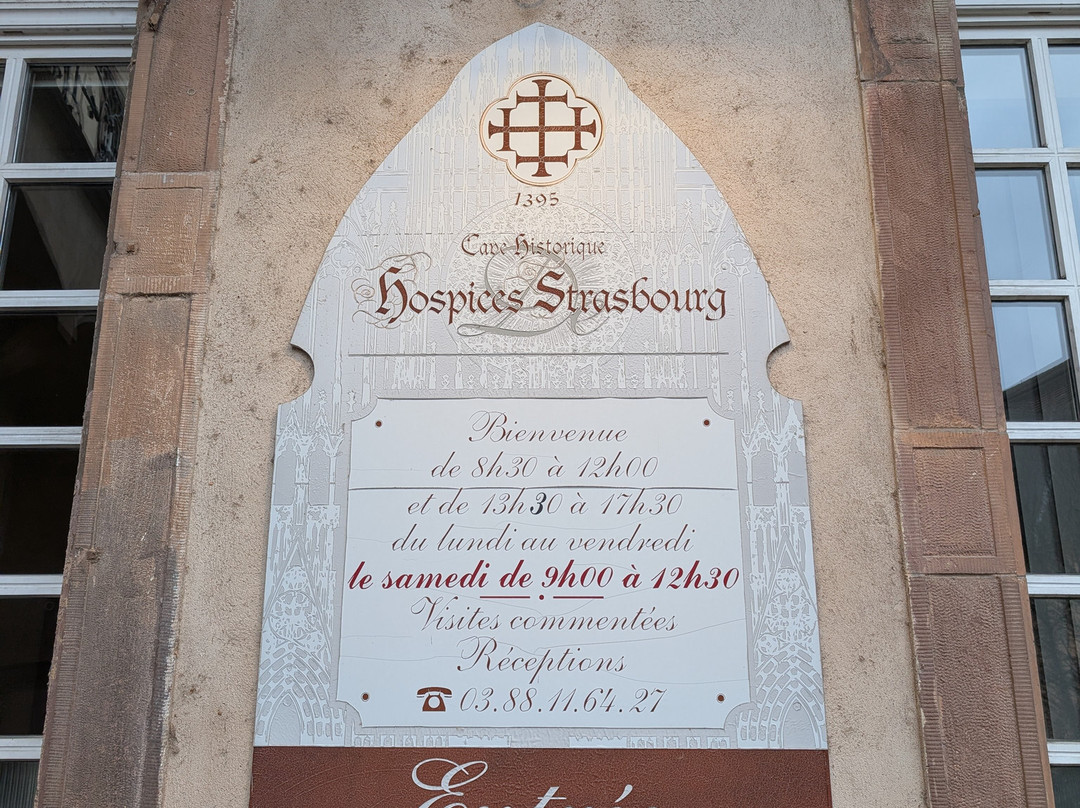 1395
Cave Historique
Hospices Strasbourg
Bienvenue
de 8h30 à 12h00
et de 13h30 à 17h30
du lundi au vendredi
le samedi de 9h00 à 12h30
Visites commentées
Réceptions
03.88.11.64.27
Entrée